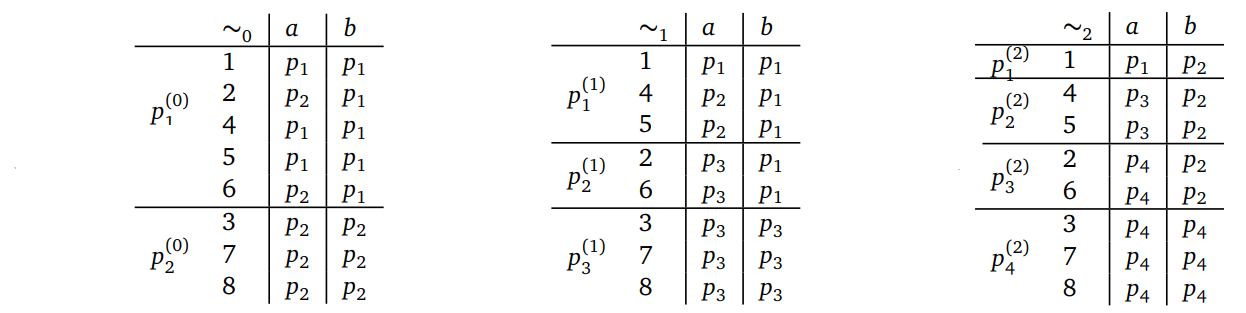 ∼₀ a b
1 p₁ p₁
2 p₂ p₁
p₁⁽⁰⁾ 4 p₁ p₁
5 p₁ p₁
6 p₂ p₁
3 p₂ p₂
p₂⁽⁰⁾ 7 p₂ p₂
8 p₂ p₂
∼₁ a b
1 p₁ p₁
p₁⁽¹⁾ 4 p₂ p₁
5 p₂ p₁
p₂⁽¹⁾ 2 p₃ p₁
6 p₃ p₁
3 p₃ p₃
p₃⁽¹⁾ 7 p₃ p₃
8 p₃ p₃
∼₂ a b
p₁⁽²⁾ 1 p₁ p₂
p₂⁽²⁾ 4 p₃ p₂
5 p₃ p₂
p₃⁽²⁾ 2 p₄ p₂
6 p₄ p₂
3 p₄ p₄
p₄⁽²⁾ 7 p₄ p₄
8 p₄ p₄